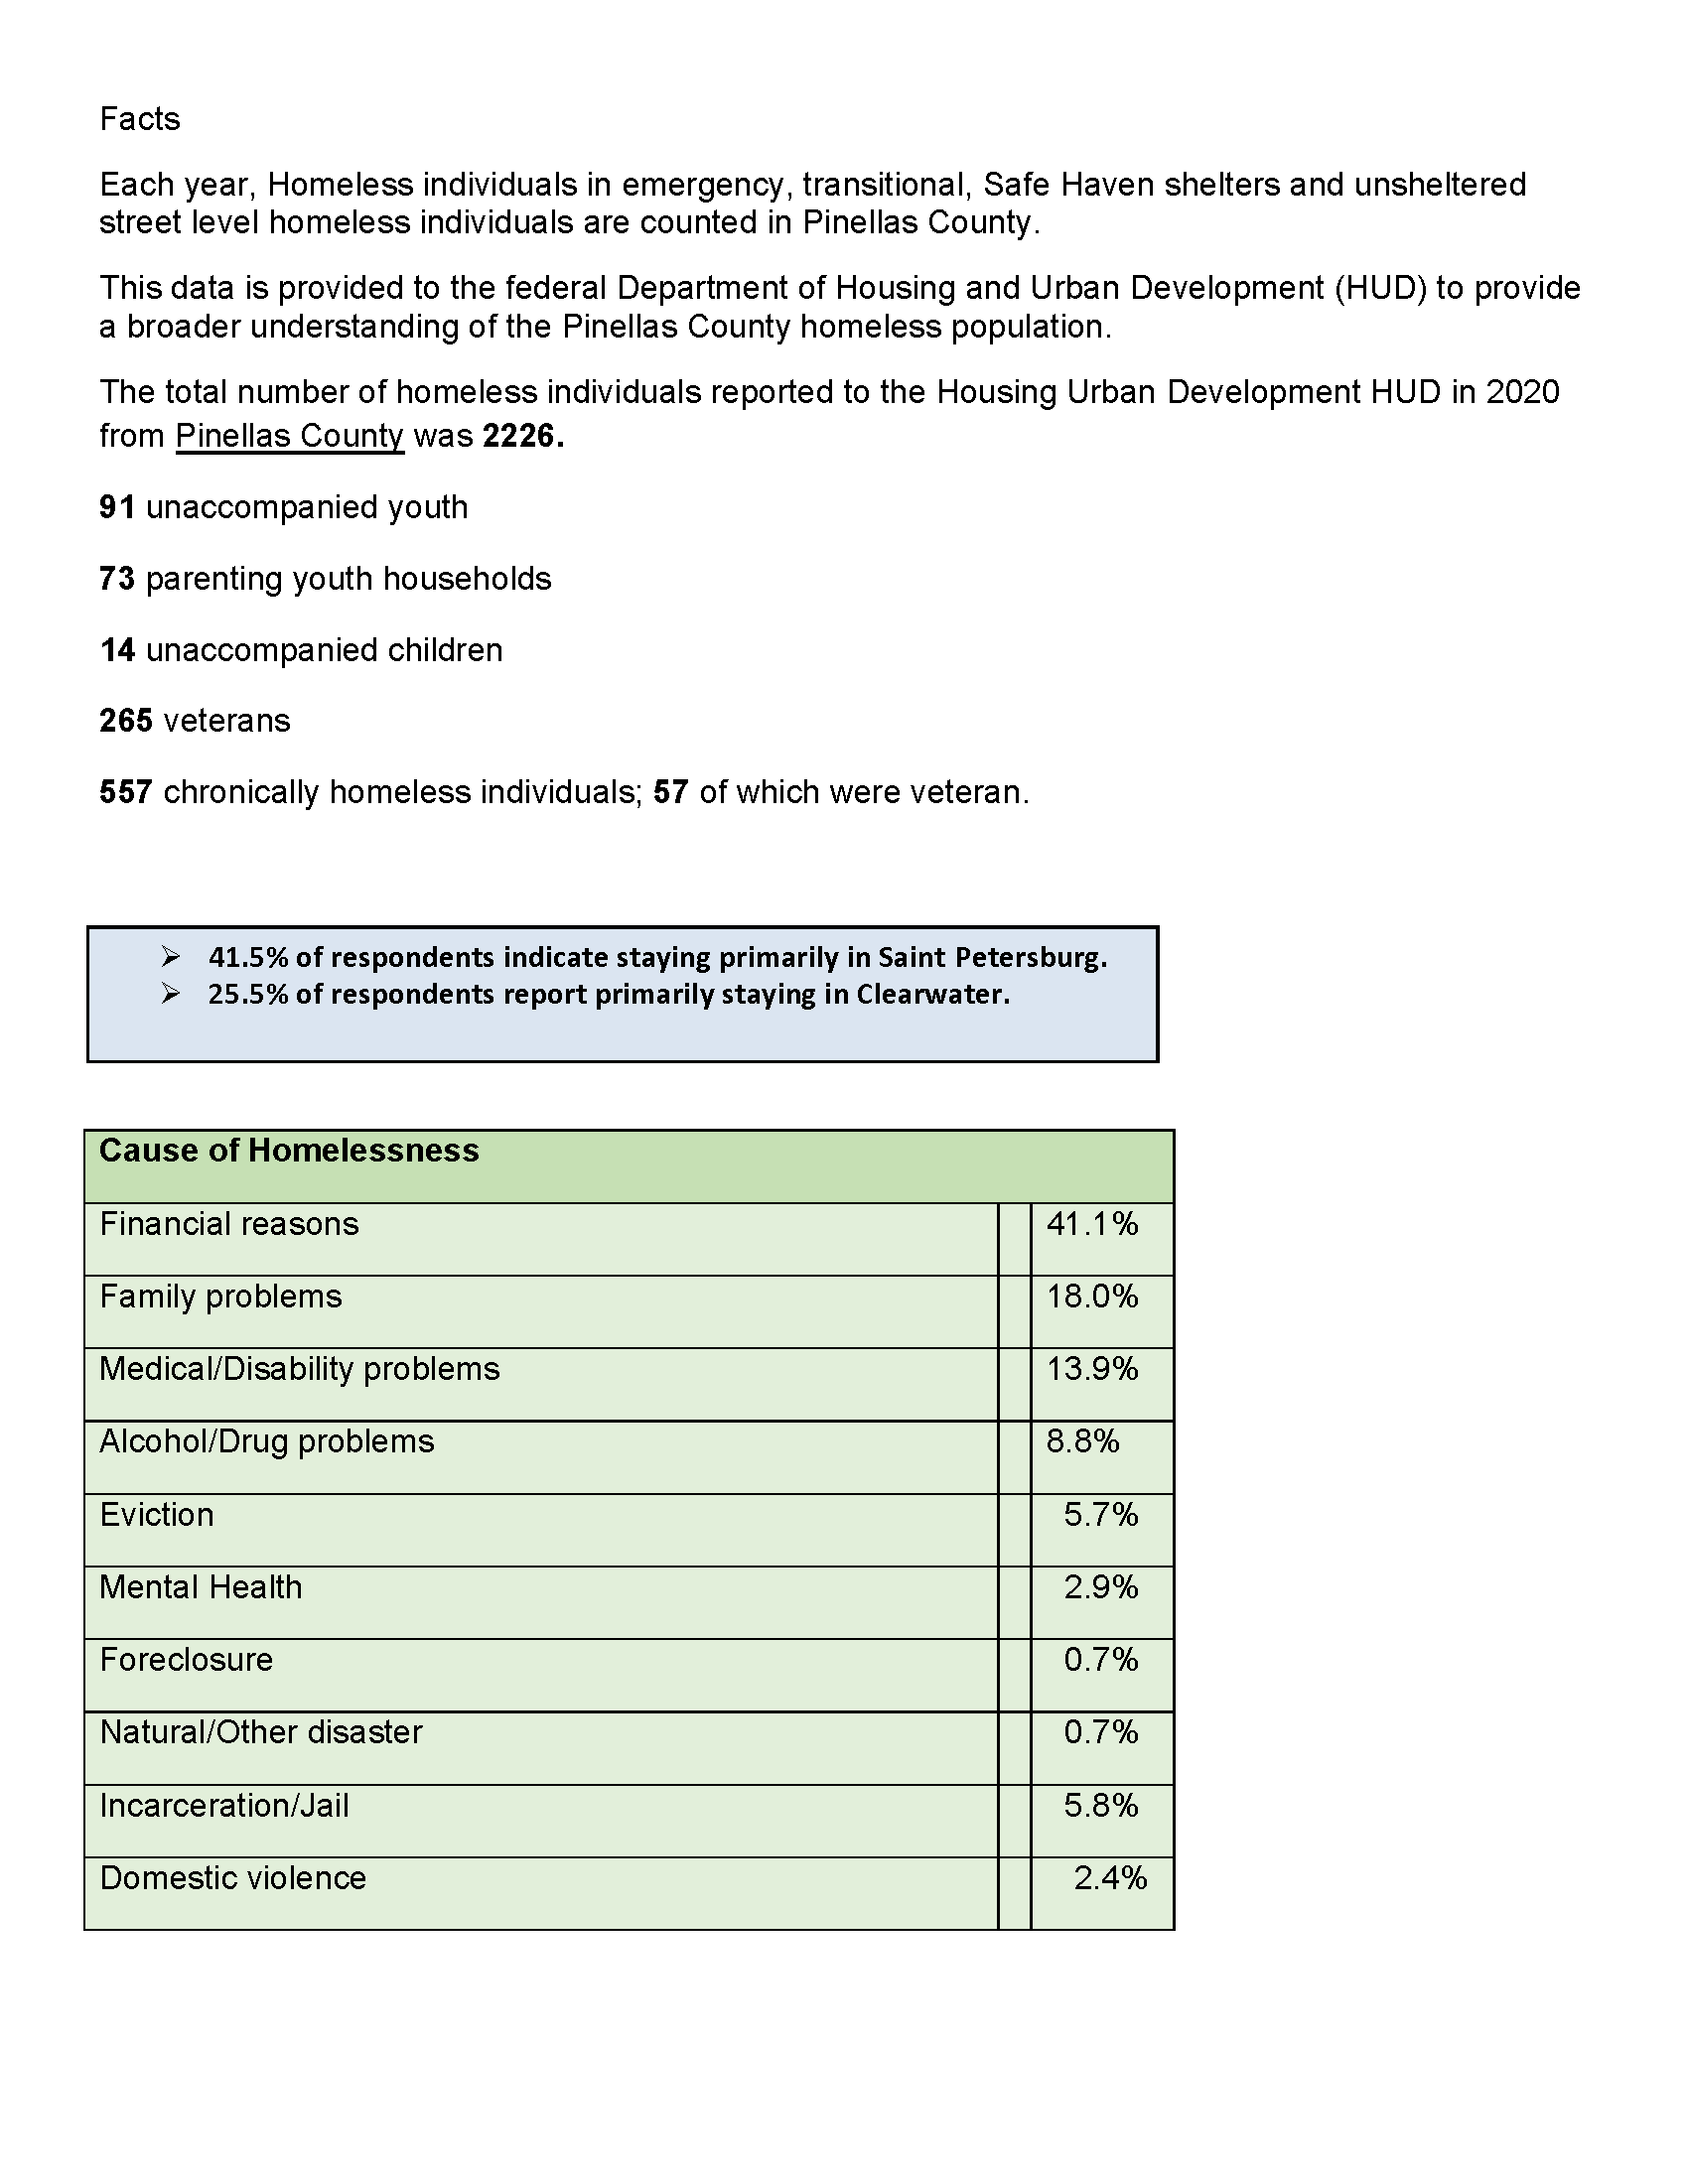 Facts
Each year, Homeless individuals in emergency, transitional, Safe Haven shelters and unsheltered
street level homeless individuals are counted in Pinellas County.
This data is provided to the federal Department of Housing and Urban Development (HUD) to provide
a broader understanding of the Pinellas County homeless population.
The total number of homeless individuals reported to the Housing Urban Development HUD in 2020
from Pinellas County was 2226.
91 unaccompanied youth
73 parenting youth households
14 unaccompanied children
265 veterans
557 chronically homeless individuals; 57 of which were veteran.
➢ 41.5% of respondents indicate staying primarily in Saint Petersburg.
➢ 25.5% of respondents report primarily staying in Clearwater.
Cause of Homelessness
Financial reasons 41.1%
Family problems 18.0%
Medical/Disability problems 13.9%
Alcohol/Drug problems 8.8%
Eviction 5.7%
Mental Health 2.9%
Foreclosure 0.7%
Natural/Other disaster 0.7%
Incarceration/Jail 5.8%
Domestic violence 2.4%